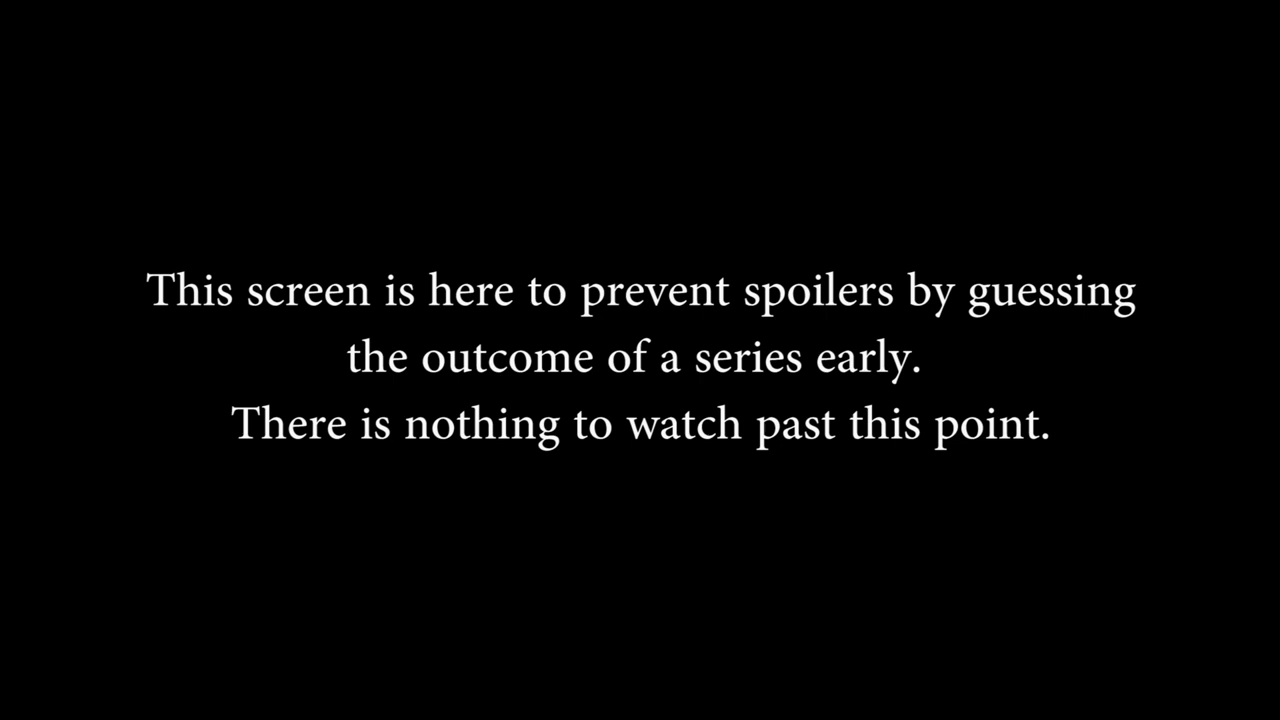 This screen is here to prevent spoilers by guessing
the outcome of a series early.
There is nothing to watch past this point.